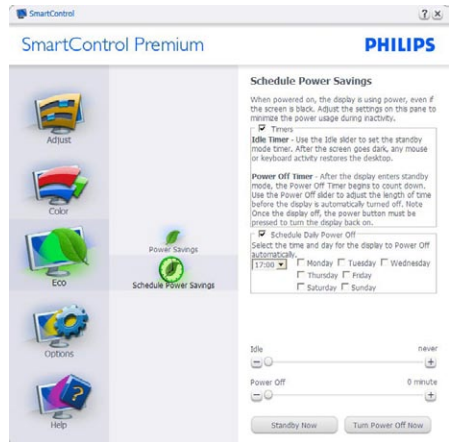 SmartControl
SmartControl Premium
PHILIPS
Adjust
Color
Eco
Options
Help
Power Savings
Schedule Power Savings
Schedule Power Savings
When powered on, the display is using power, even if
the screen is black. Adjust the settings on this pane to
minimize the power usage during inactivity.
Timers
Idle Timer - Use the Idle slider to set the standby
mode timer. After the screen goes dark, any mouse
or keyboard activity restores the desktop.
Power Off Timer - After the display enters standby
mode, the Power Off Timer begins to count down.
Use the Power Off slider to adjust the length of time
before the display is automatically turned off. Note
Once the display off, the power button must be
pressed to turn the display back on.
Schedule Daily Power Off
Select the time and day for the display to Power Off
automatically.
17:00 Monday Tuesday Wednesday
Thursday Friday
Saturday Sunday
Idle never
Power Off 0 minute
Standby Now Turn Power Off Now